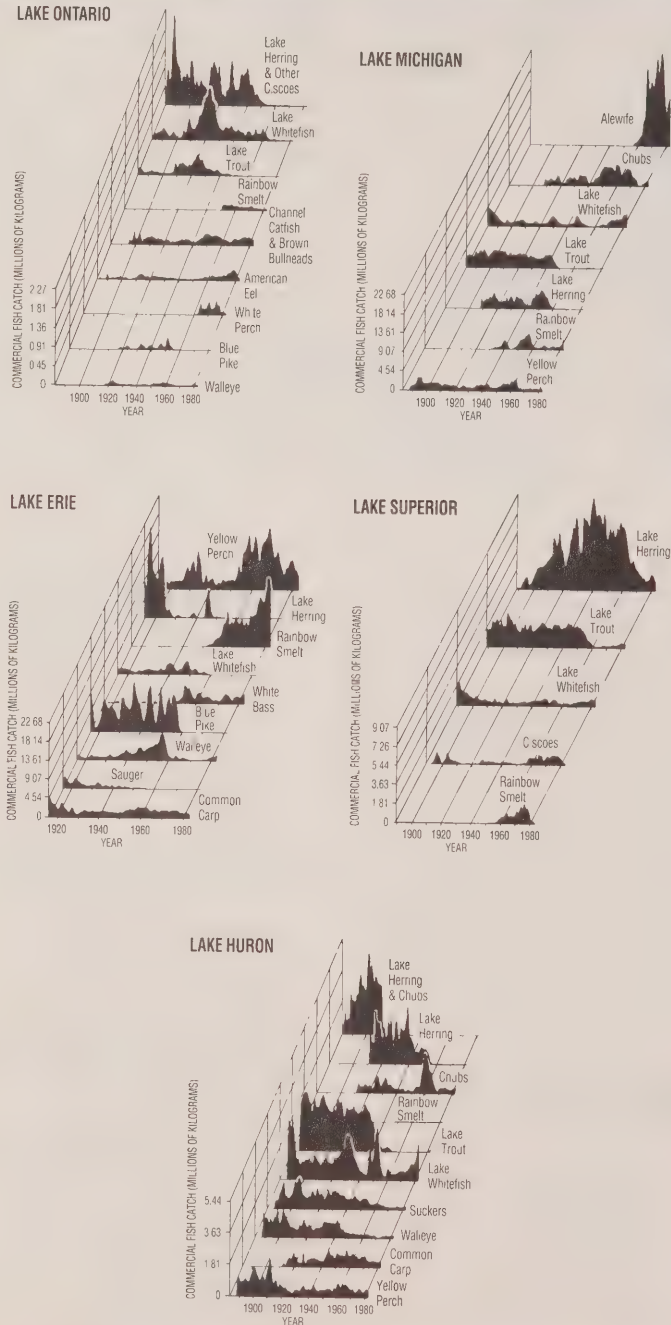 LAKE ONTARIO
Lake
Herring
& Other
C.scoes
Lake
Whitefish
Lake
Trout
Rainbow
Smelt
Channel
Catfish
& Brown
Bullheads
American
Eel
White
Perch
Blue
Pike
Walleye
COMMERCIAL FISH CATCH (MILLIONS OF KILOGRAMS)
2 27
1 81
1 36
0 91
0 45
0
1900 1920 1940 1960 1980
YEAR
LAKE MICHIGAN
Alewife
Chubs
Lake
Whitefish
Lake
Trout
Lake
Herring
Rainbow
Smelt
Yellow
Perch
COMMERCIAL FISH CATCH (MILLIONS OF KILOGRAMS)
22 68
18 14
13 61
9 07
4 54
0
1900 1920 1940 1960 1980
YEAR
LAKE ERIE
Yellow
Perch
Lake
Herring
Rainbow
Smelt
Lake
Whitefish
White
Bass
Blue
Pike
Walleye
Sauger
Common
Carp
COMMERCIAL FISH CATCH (MILLIONS OF KILOGRAMS)
22 68
18 14
13 61
9 07
4 54
0
1920 1940 1960 1980
YEAR
LAKE SUPERIOR
Lake
Herring
Lake
Trout
Lake
Whitefish
C scoes
Rainbow
Smelt
COMMERCIAL FISH CATCH (MILLIONS OF KILOGRAMS)
9 07
7 26
5 44
3 63
1 81
0
1900 1920 1940 1960 1980
YEAR
LAKE HURON
Lake
Herring
& Chubs
Lake
Herring
Chubs
Rainbow
Smelt
Lake
Trout
Lake
Whitefish
Suckers
Walleye
Common
Carp
Yellow
Perch
COMMERCIAL FISH CATCH (MILLIONS OF KILOGRAMS)
5.44
3 63
1 81
0
1900 1920 1940 1960 1980
YEAR